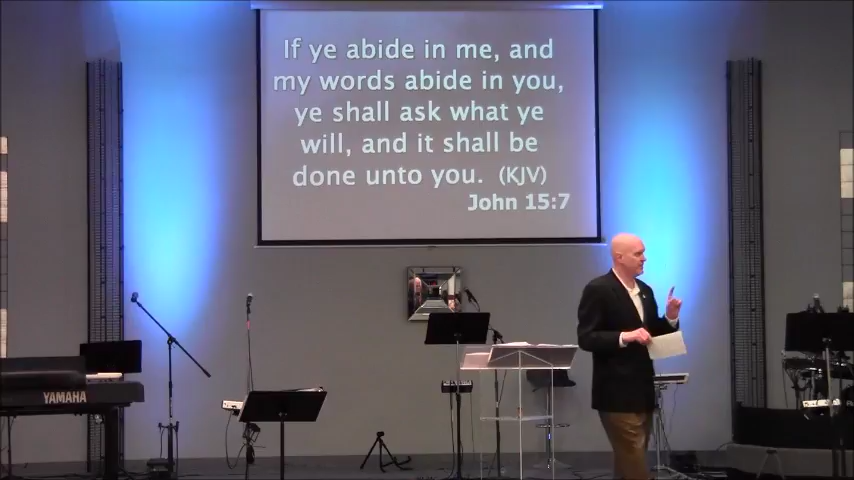 If ye abide in me, and
my words abide in you,
ye shall ask what ye
will, and it shall be
done unto you. (KJV)
John 15:7
YAMAHA